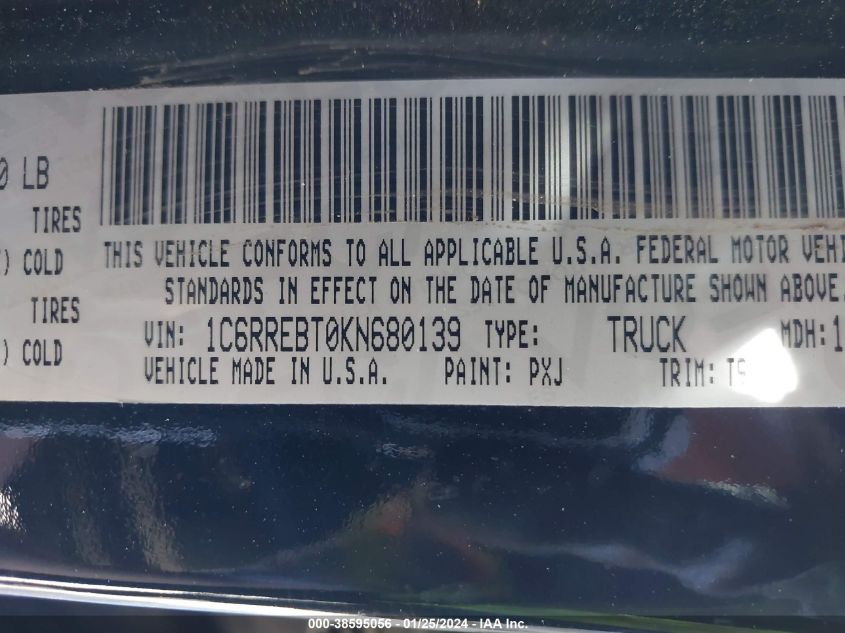 0 LB
TIRES
) COLD
TIRES
) COLD
THIS VEHICLE CONFORMS TO ALL APPLICABLE U.S.A. FEDERAL MOTOR VEHI
STANDARDS IN EFFECT ON THE DATE OF MANUFACTURE SHOWN ABOVE.
VIN: 1C6RREBT0KN680139 TYPE: TRUCK MDH: 1
VEHICLE MADE IN U.S.A. PAINT: PXJ TRIM:
000-38595056 - 01/25/2024 - IAA Inc.